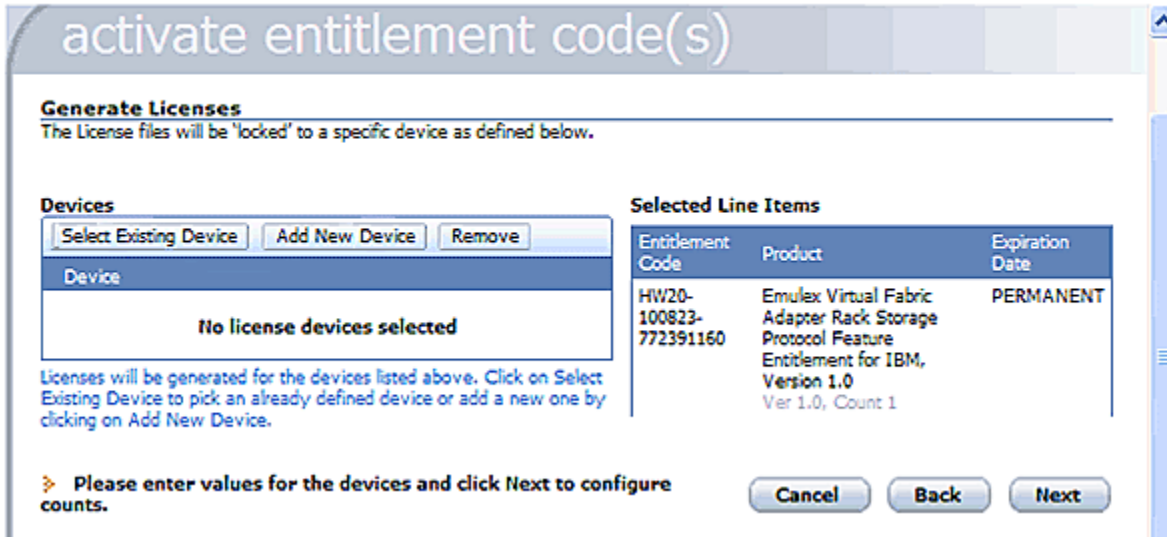 activate entitlement code(s)
Generate Licenses
The License files will be 'locked' to a specific device as defined below.
Devices
Select Existing Device Add New Device Remove
Device
No license devices selected
Licenses will be generated for the devices listed above. Click on Select
Existing Device to pick an already defined device or add a new one by
clicking on Add New Device.
Selected Line Items
Entitlement
Code
Product
Expiration
Date
HW20-
100823-
772391160
Emulex Virtual Fabric
Adapter Rack Storage
Protocol Feature
Entitlement for IBM,
Version 1.0
Ver 1.0, Count 1
PERMANENT
Please enter values for the devices and click Next to configure
counts.
Cancel Back Next